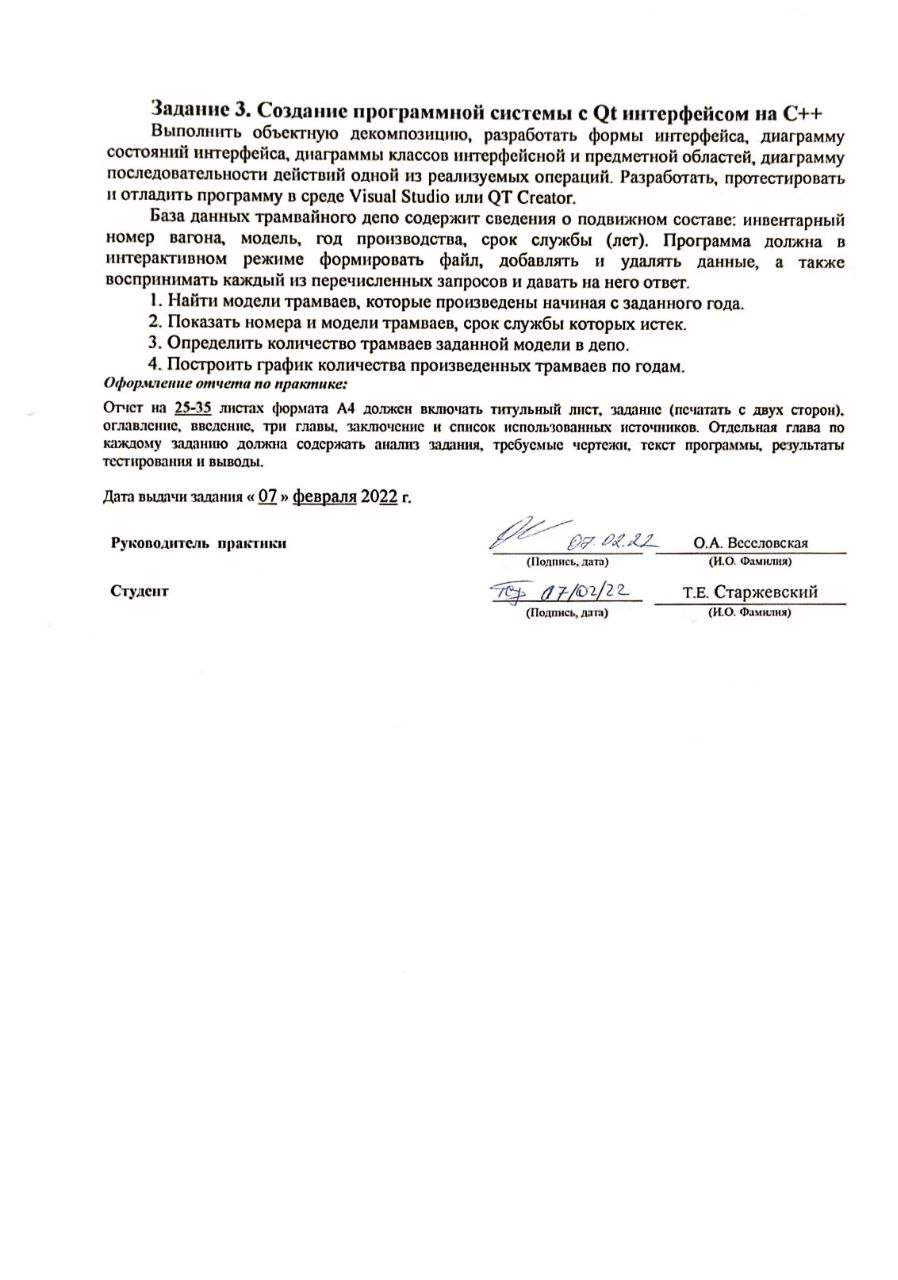 Задание 3. Создание программной системы с Qt интерфейсом на C++
Выполнить объектную декомпозицию, разработать формы интерфейса, диаграмму
состояний интерфейса, диаграммы классов интерфейсной и предметной областей, диаграмму
последовательности действий одной из реализуемых операций. Разработать, протестировать
и отладить программу в среде Visual Studio или QT Creator.
База данных трамвайного депо содержит сведения о подвижном составе: инвентарный
номер вагона, модель, год производства, срок службы (лет). Программа должна в
интерактивном режиме формировать файл, добавлять и удалять данные, а также
воспринимать каждый из перечисленных запросов и давать на него ответ.
1. Найти модели трамваев, которые произведены начиная с заданного года.
2. Показать номера и модели трамваев, срок службы которых истек.
3. Определить количество трамваев заданной модели в депо.
4. Построить график количества произведенных трамваев по годам.
Оформление отчета по практике:
Отчет на 25-35 листах формата А4 должен включать титульный лист, задание (печатать с двух сторон),
оглавление, введение, три главы, заключение и список использованных источников. Отдельная глава по
каждому заданию должна содержать анализ задания, требуемые чертежи, текст программы, результаты
тестирования и выводы.
Дата выдачи задания « 07 » февраля 2022 г.
Руководитель практики 07.02.22 О.А. Веселовская
(Подпись, дата) (И.О. Фамилия)
Студент 07/02/22 Т.Е. Старжевский
(Подпись, дата) (И.О. Фамилия)